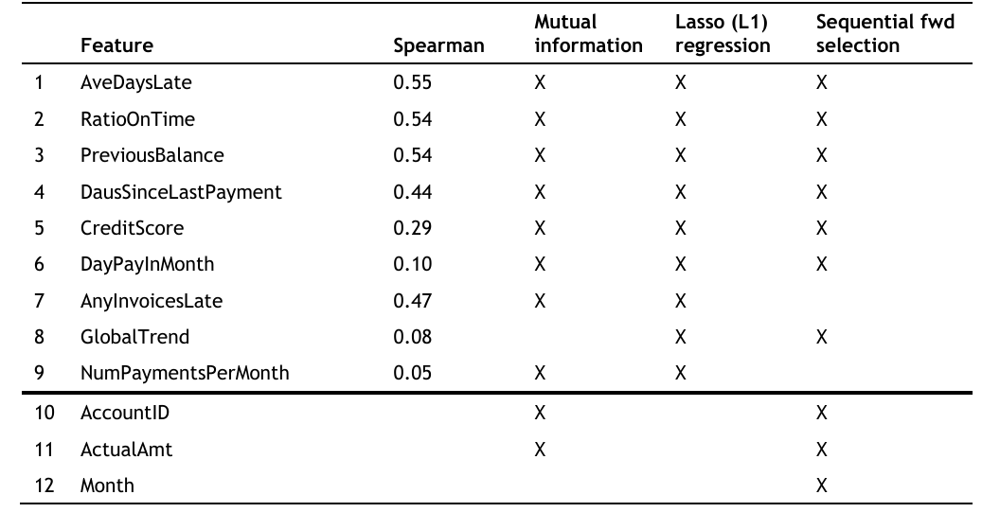 Feature Spearman Mutual information Lasso (L1) regression Sequential fwd selection
1 AveDaysLate 0.55 X X X
2 RatioOnTime 0.54 X X X
3 PreviousBalance 0.54 X X X
4 DausSinceLastPayment 0.44 X X X
5 CreditScore 0.29 X X X
6 DayPayInMonth 0.10 X X X
7 AnyInvoicesLate 0.47 X X
8 GlobalTrend 0.08 X X
9 NumPaymentsPerMonth 0.05 X X
10 AccountID X X
11 ActualAmt X X
12 Month X